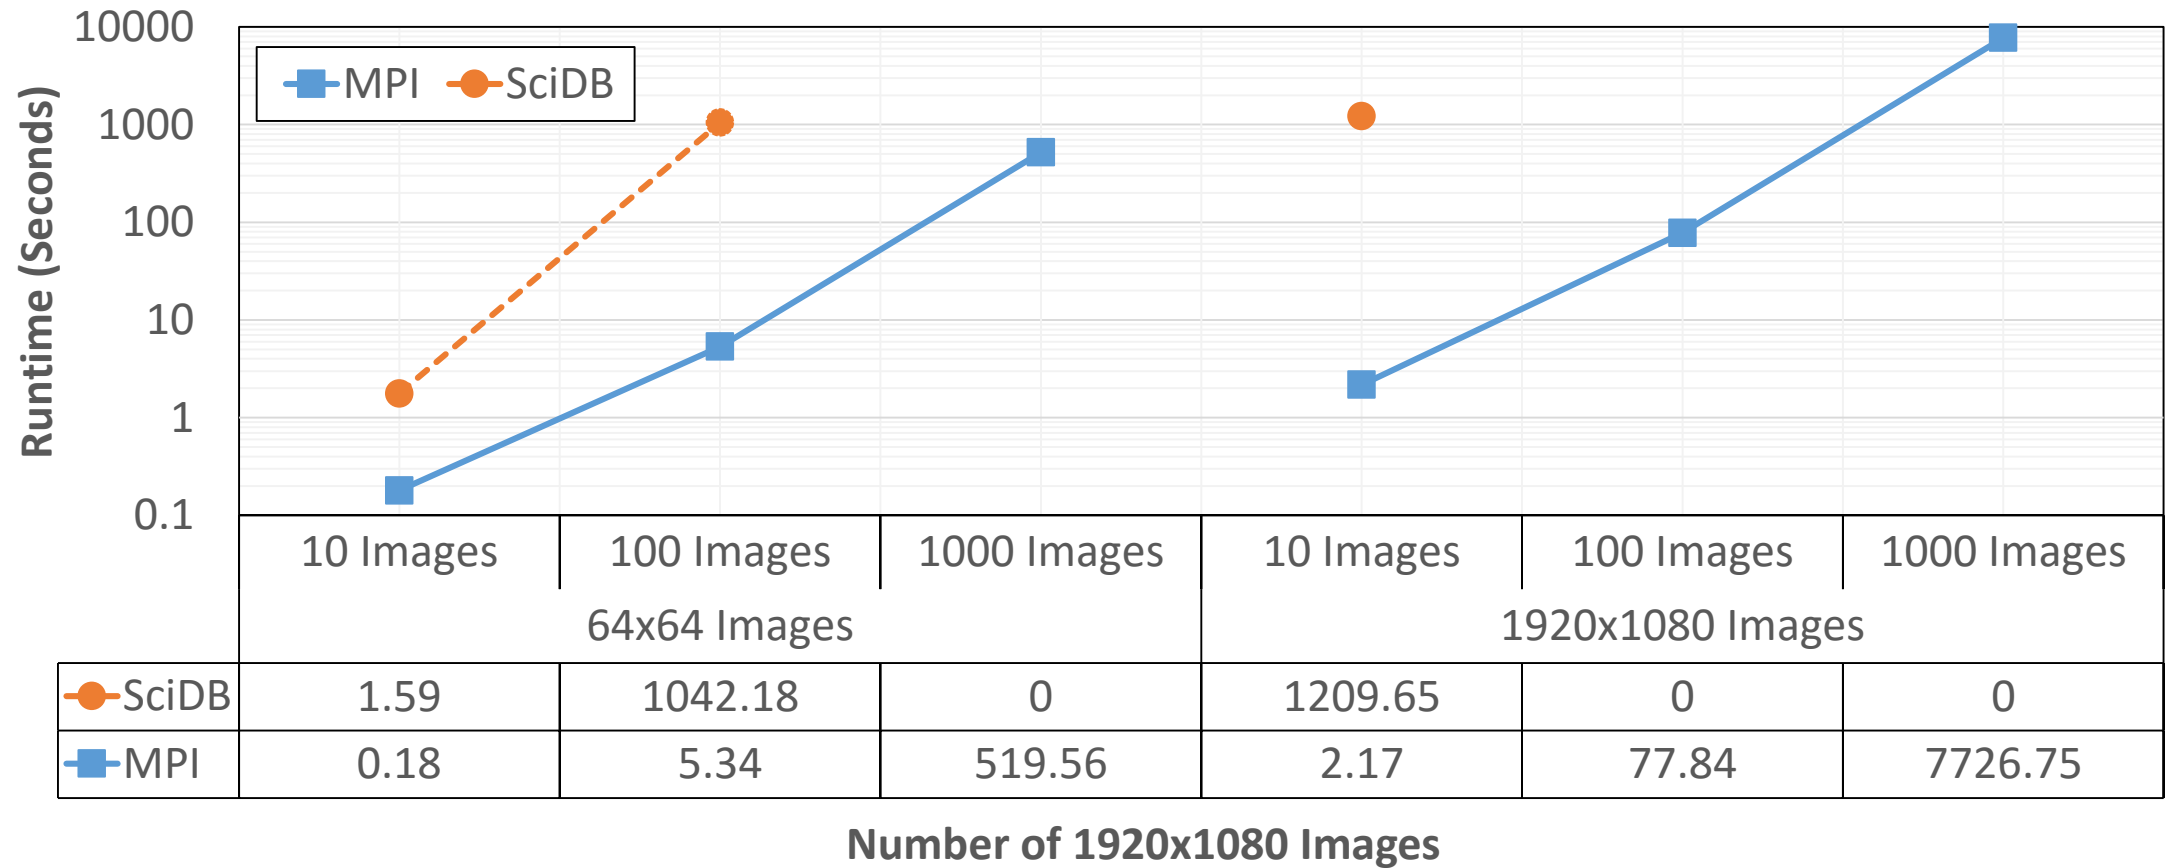 Runtime (Seconds)
10000
1000
100
10
1
0.1
MPI SciDB
10 Images 100 Images 1000 Images 10 Images 100 Images 1000 Images
64x64 Images 1920x1080 Images
SciDB 1.59 1042.18 0 1209.65 0 0
MPI 0.18 5.34 519.56 2.17 77.84 7726.75
Number of 1920x1080 Images